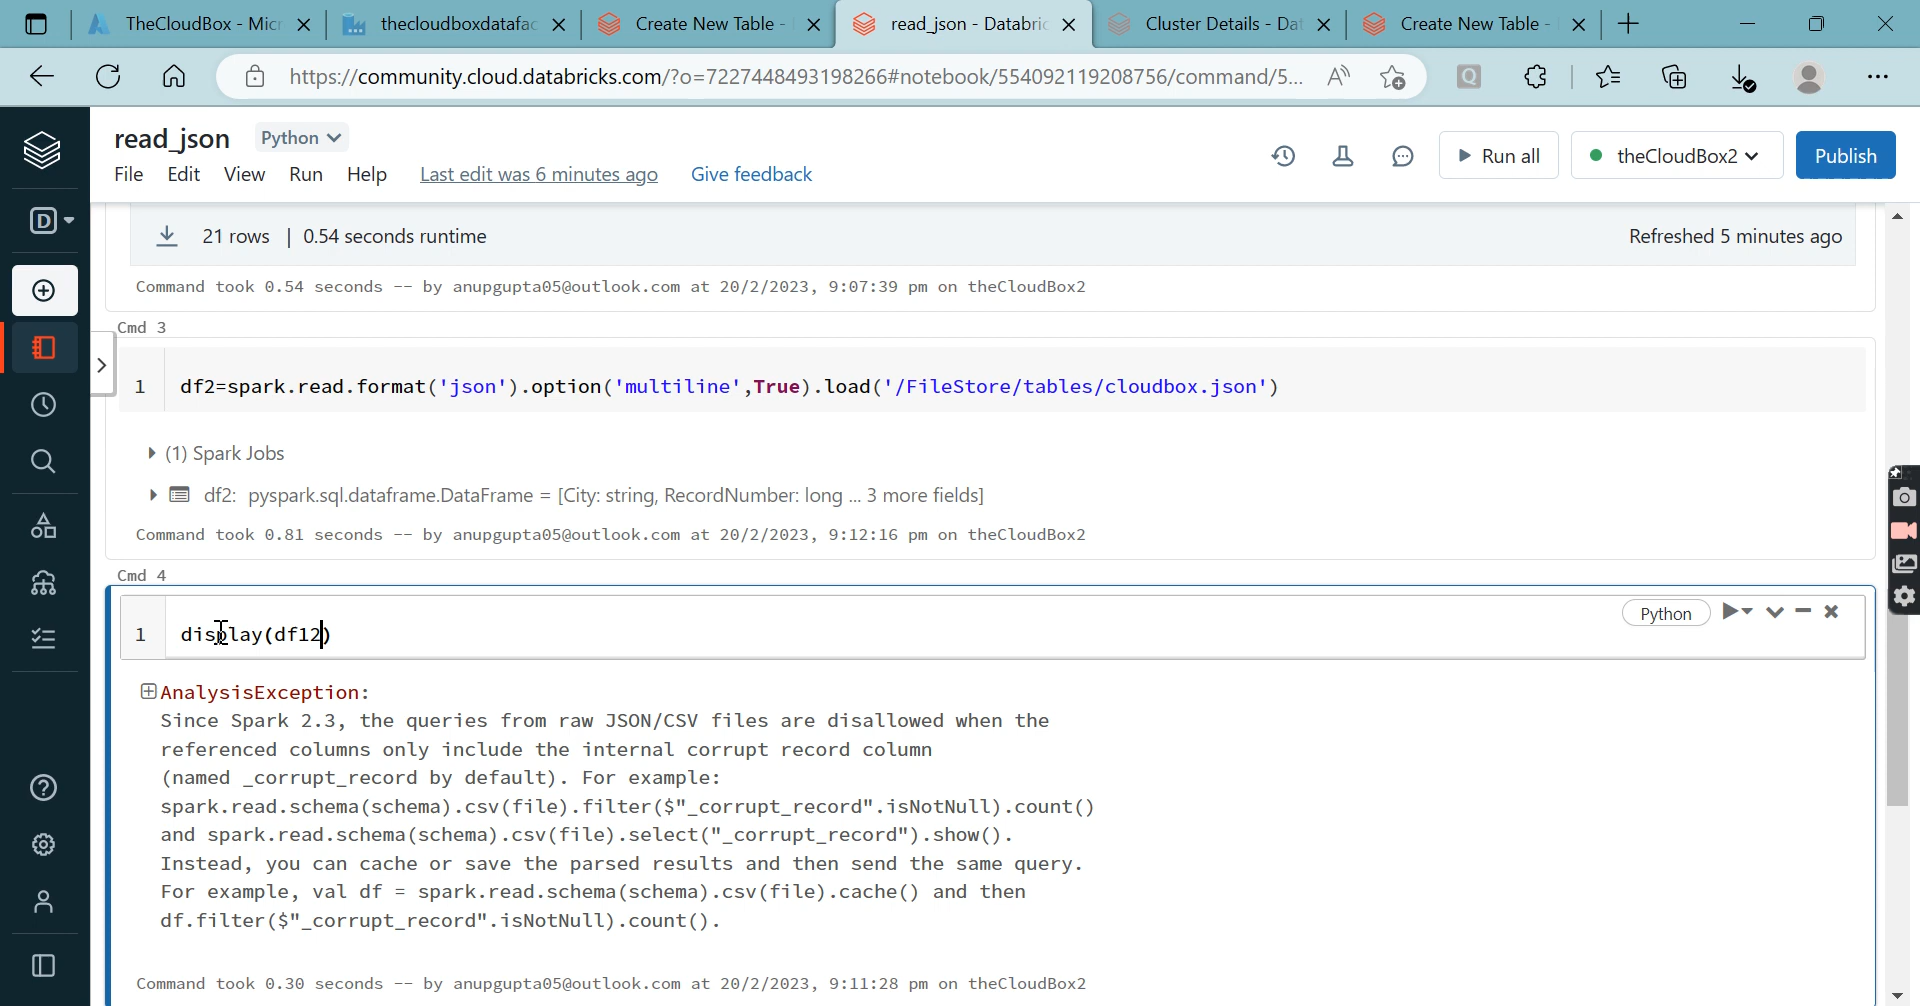 TheCloudBox - Micr
thecloudboxdatafac
Create New Table -
read_json - Databric
Cluster Details - Dat
Create New Table -
https://community.cloud.databricks.com/?o=7227448493198266#notebook/554092119208756/command/5...
read_json
Python
File Edit View Run Help Last edit was 6 minutes ago Give feedback
Run all
theCloudBox2
Publish
D
21 rows | 0.54 seconds runtime
Refreshed 5 minutes ago
Command took 0.54 seconds -- by anupgupta05@outlook.com at 20/2/2023, 9:07:39 pm on theCloudBox2
Cmd 3
1 df2=spark.read.format('json').option('multiline',True).load('/FileStore/tables/cloudbox.json')
(1) Spark Jobs
df2: pyspark.sql.dataframe.DataFrame = [City: string, RecordNumber: long ... 3 more fields]
Command took 0.81 seconds -- by anupgupta05@outlook.com at 20/2/2023, 9:12:16 pm on theCloudBox2
Cmd 4
Python
1 display(df12)
AnalysisException:
Since Spark 2.3, the queries from raw JSON/CSV files are disallowed when the
referenced columns only include the internal corrupt record column
(named _corrupt_record by default). For example:
spark.read.schema(schema).csv(file).filter($"_corrupt_record".isNotNull).count()
and spark.read.schema(schema).csv(file).select("_corrupt_record").show().
Instead, you can cache or save the parsed results and then send the same query.
For example, val df = spark.read.schema(schema).csv(file).cache() and then
df.filter($"_corrupt_record".isNotNull).count().
Command took 0.30 seconds -- by anupgupta05@outlook.com at 20/2/2023, 9:11:28 pm on theCloudBox2